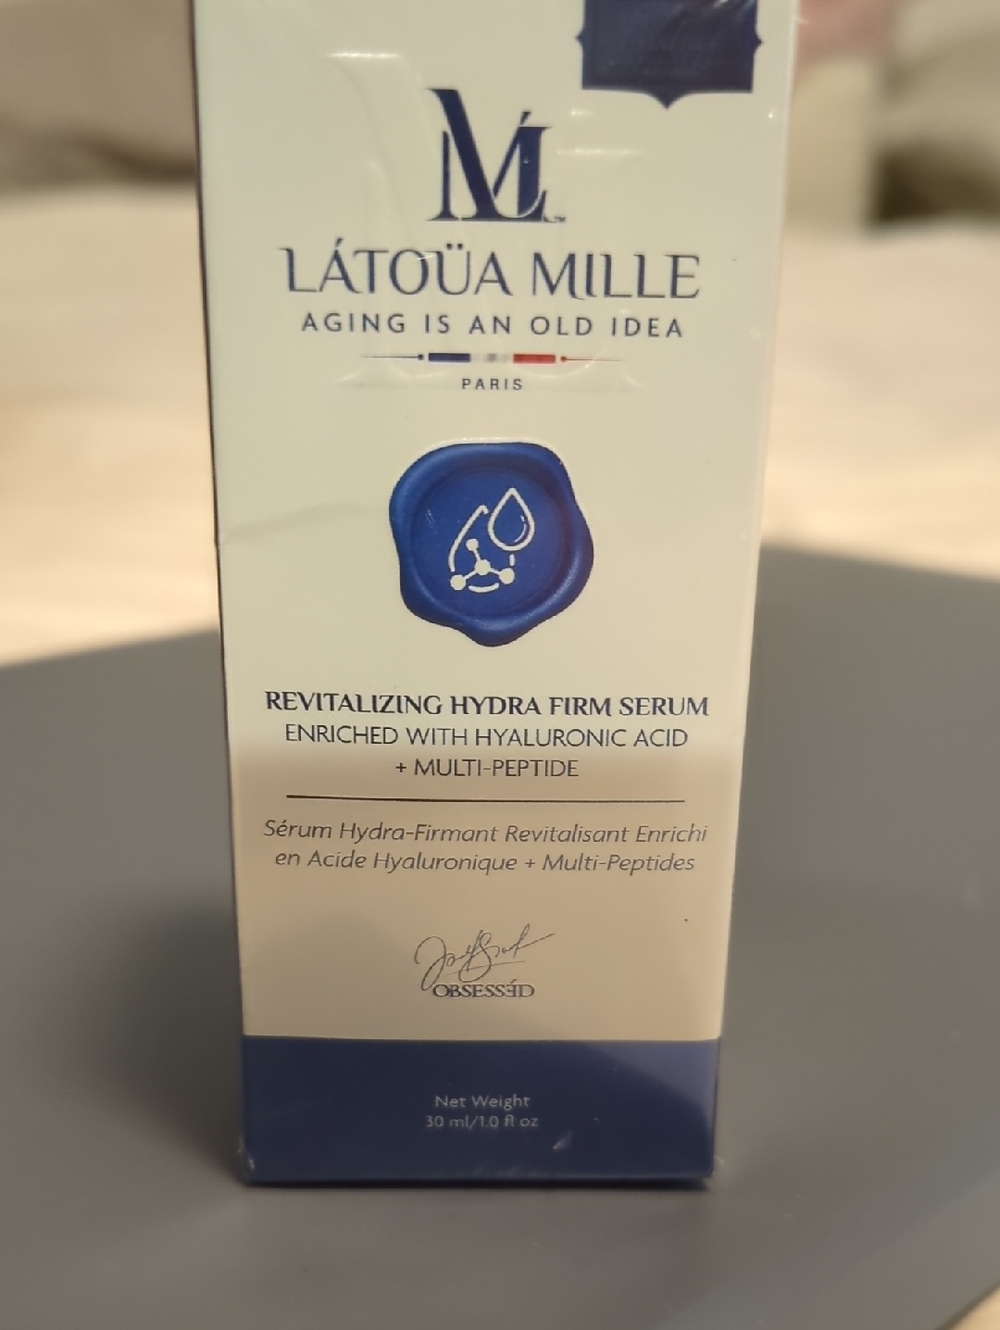 ML
LÁTOÜA MILLE
AGING IS AN OLD IDEA
PARIS
REVITALIZING HYDRA FIRM SERUM
ENRICHED WITH HYALURONIC ACID
+ MULTI-PEPTIDE
Sérum Hydra-Firmant Revitalisant Enrichi
en Acide Hyaluronique + Multi-Peptides
OBSESSÉD
Net Weight
30 ml/1.0 fl oz